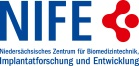 NIFE
Niedersächsisches Zentrum für Biomedizintechnik,
Implantatforschung und Entwicklung